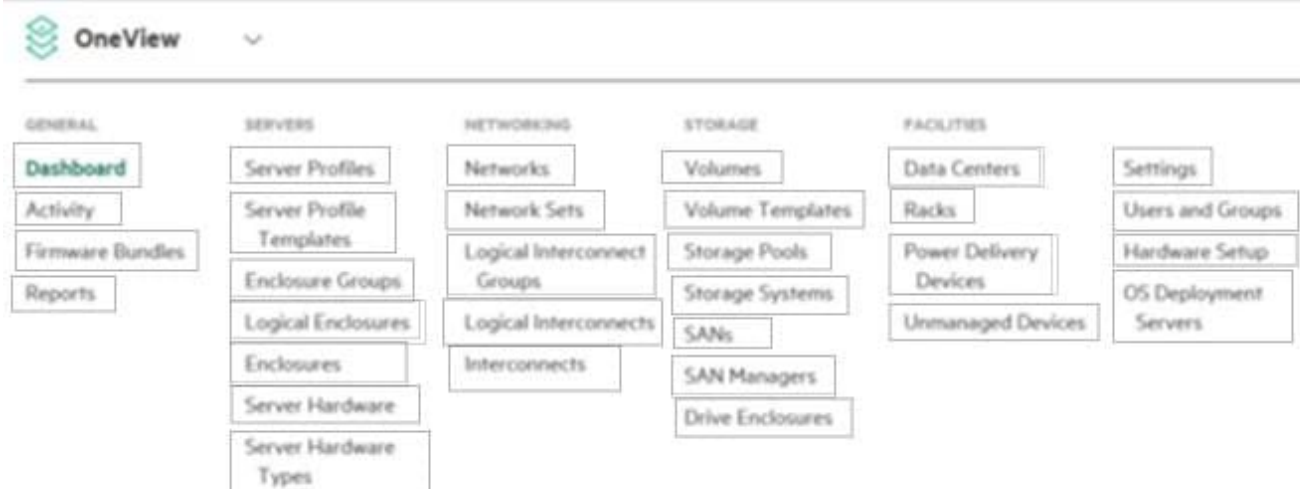 OneView
GENERAL
Dashboard
Activity
Firmware Bundles
Reports
SERVERS
Server Profiles
Server Profile
Templates
Enclosure Groups
Logical Enclosures
Enclosures
Server Hardware
Server Hardware
Types
NETWORKING
Networks
Network Sets
Logical Interconnect
Groups
Logical Interconnects
Interconnects
STORAGE
Volumes
Volume Templates
Storage Pools
Storage Systems
SANs
SAN Managers
Drive Enclosures
FACILITIES
Data Centers
Racks
Power Delivery
Devices
Unmanaged Devices
Settings
Users and Groups
Hardware Setup
OS Deployment
Servers